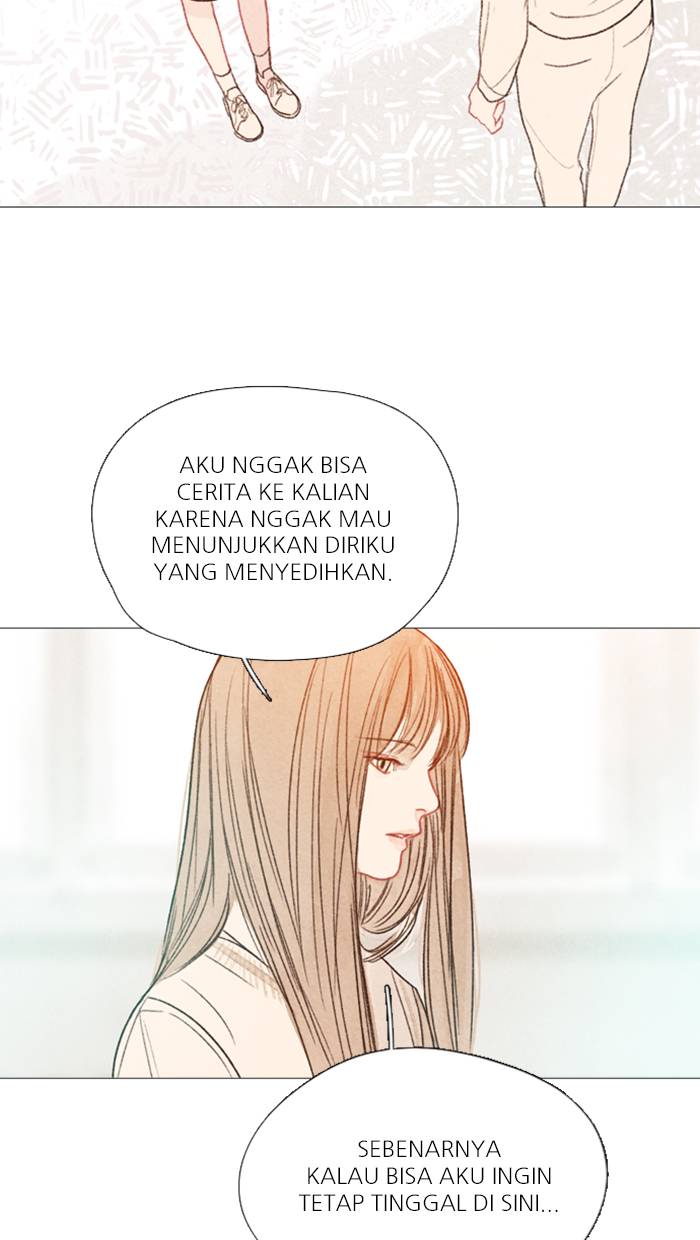 AKU NGGAK BISA
CERITA KE KALIAN
KARENA NGGAK MAU
MENUNJUKKAN DIRIKU
YANG MENYEDIHKAN.
SEBENARNYA
KALAU BISA AKU INGIN
TETAP TINGGAL DI SINI...